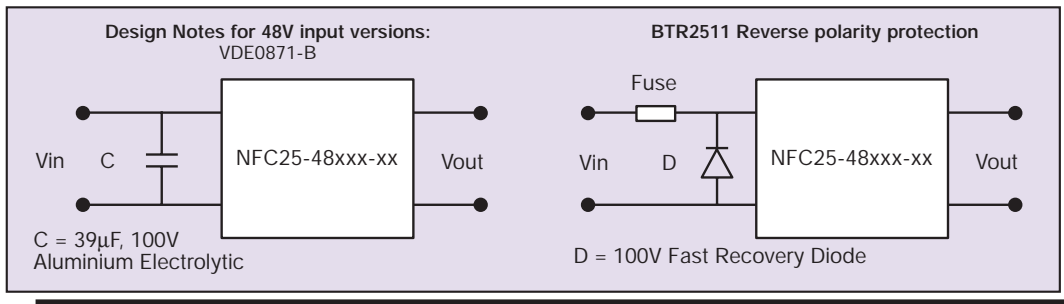 Design Notes for 48V input versions:
VDE0871-B
Vin
C
NFC25-48xxx-xx
Vout
C = 39µF, 100V
Aluminium Electrolytic
BTR2511 Reverse polarity protection
Fuse
Vin
D
NFC25-48xxx-xx
Vout
D = 100V Fast Recovery Diode